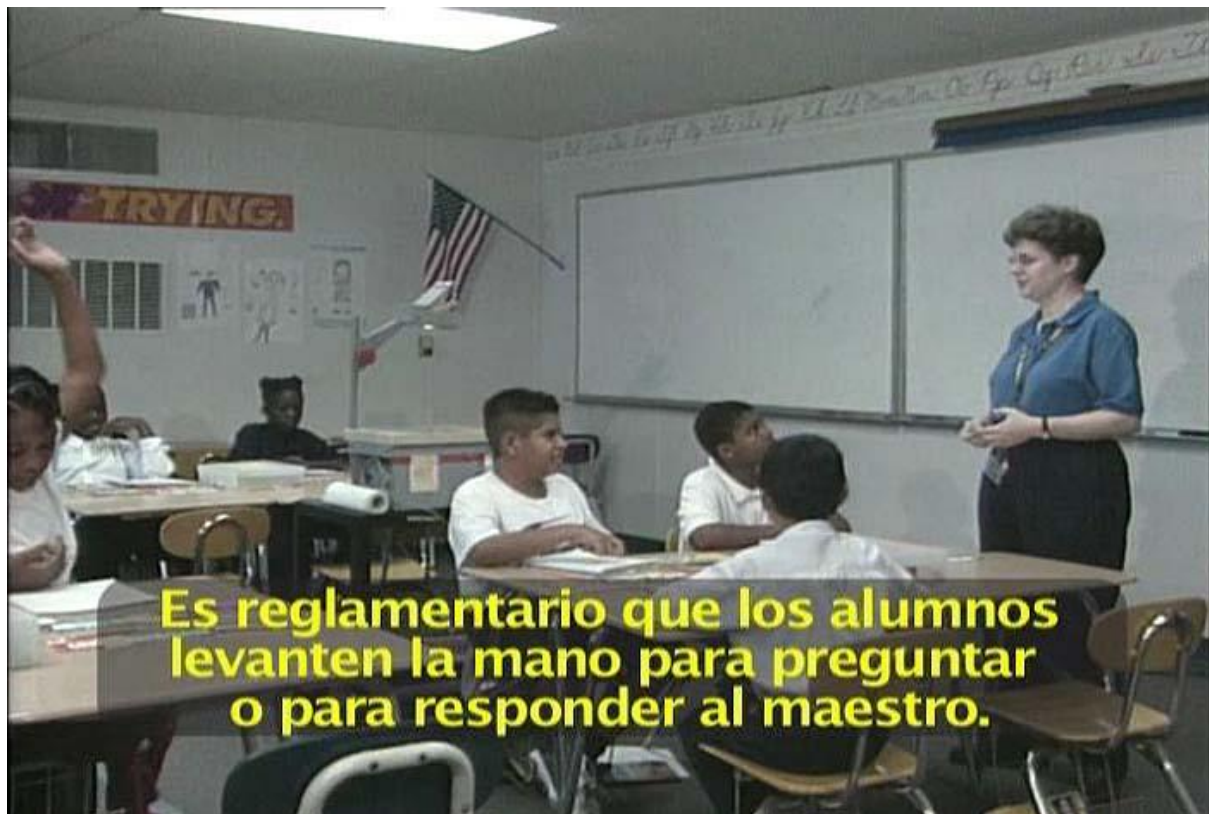 TRYING.
Es reglamentario que los alumnos
levanten la mano para preguntar
o para responder al maestro.